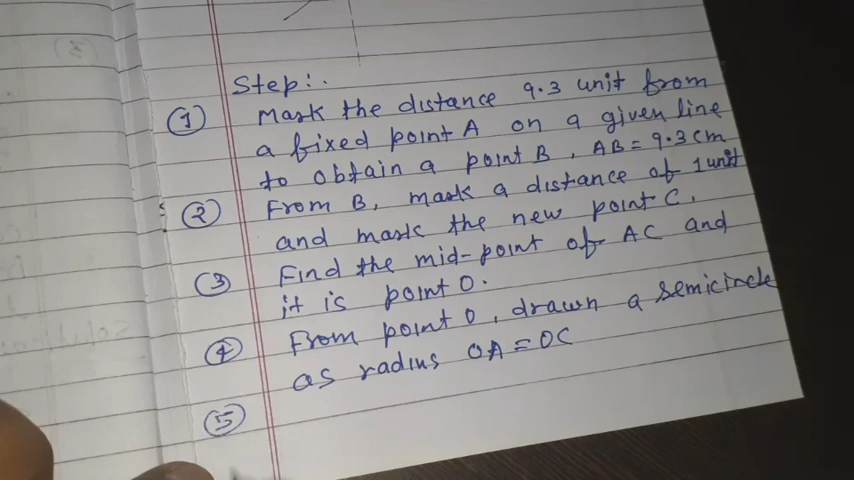 Step:-
① Mark the distance 9.3 unit from
a fixed point A on a given line
to obtain a point B, AB = 9.3 cm
② From B, mark a distance of 1 unit
and mark the new point C.
③ Find the mid-point of AC and
it is point O.
④ From point O, drawn a semicircle
as radius OA = OC
⑤